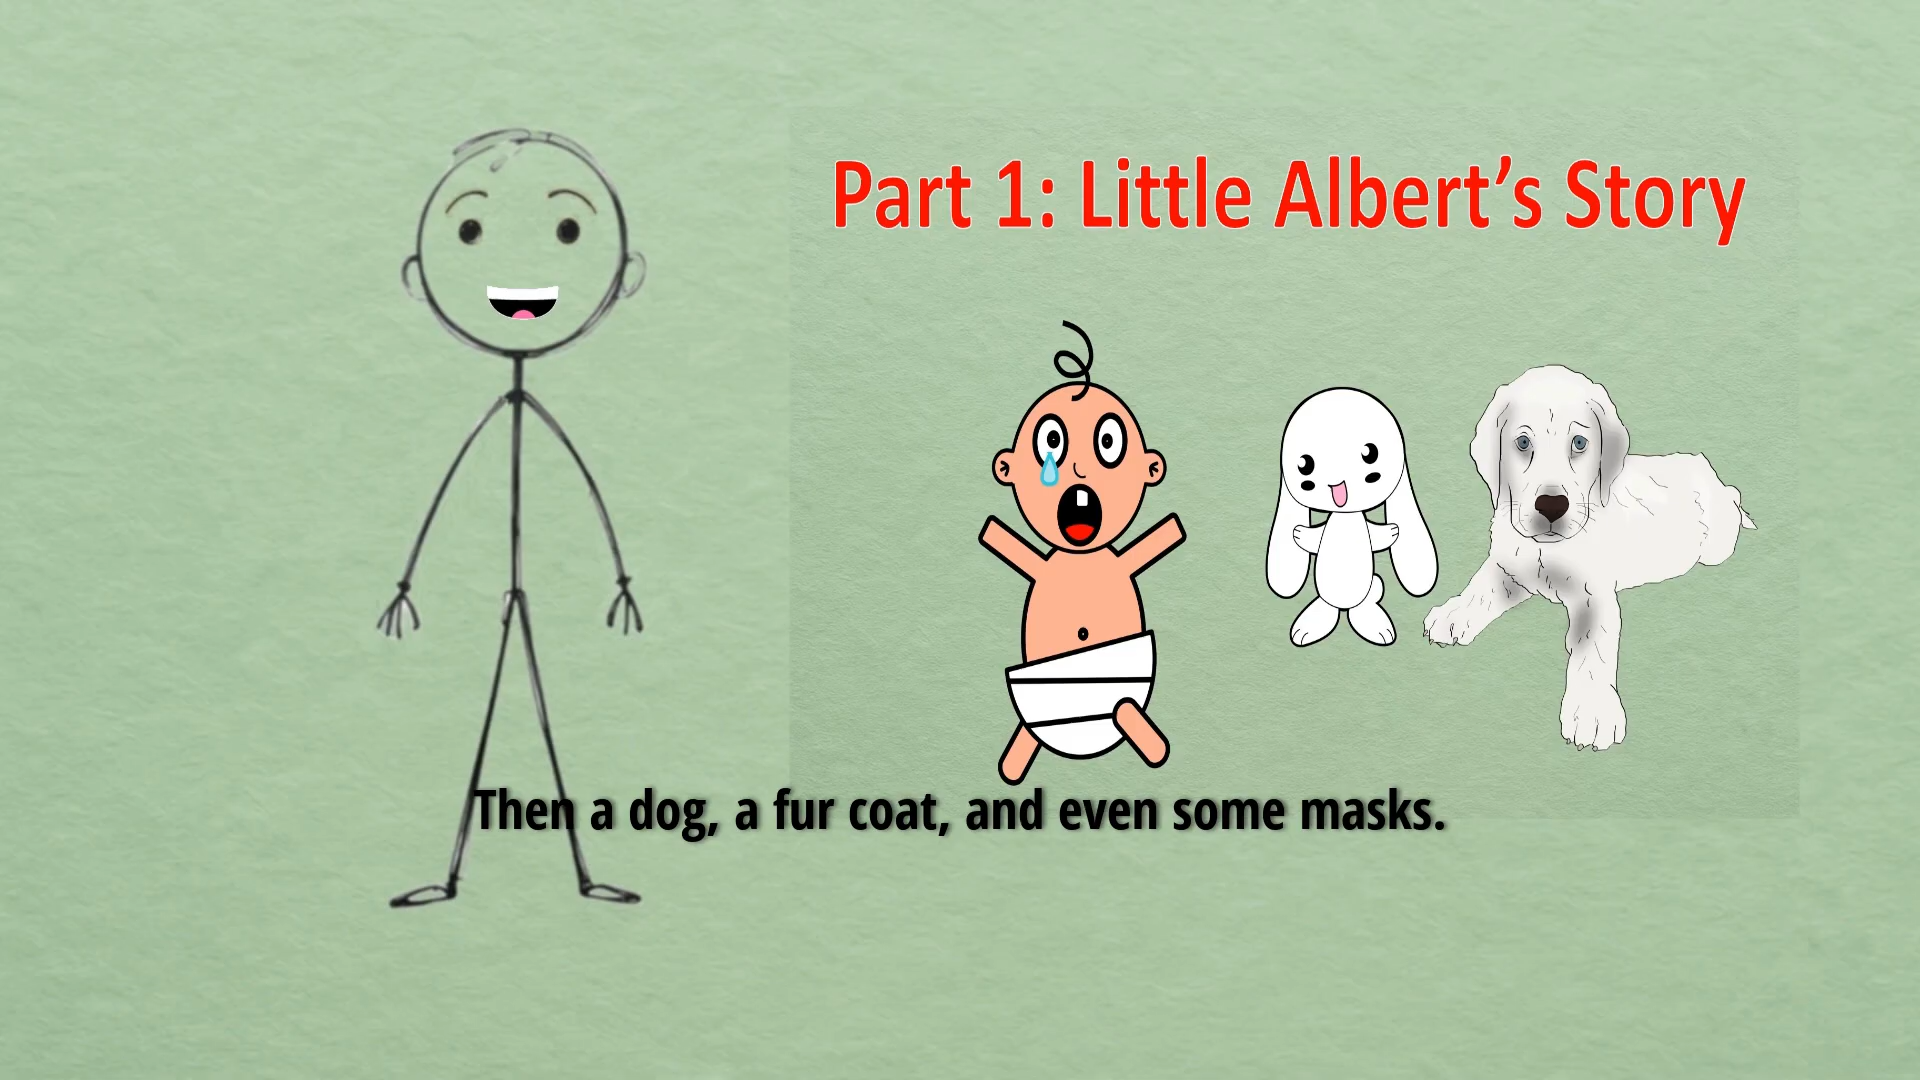 Part 1: Little Albert’s Story
Then a dog, a fur coat, and even some masks.